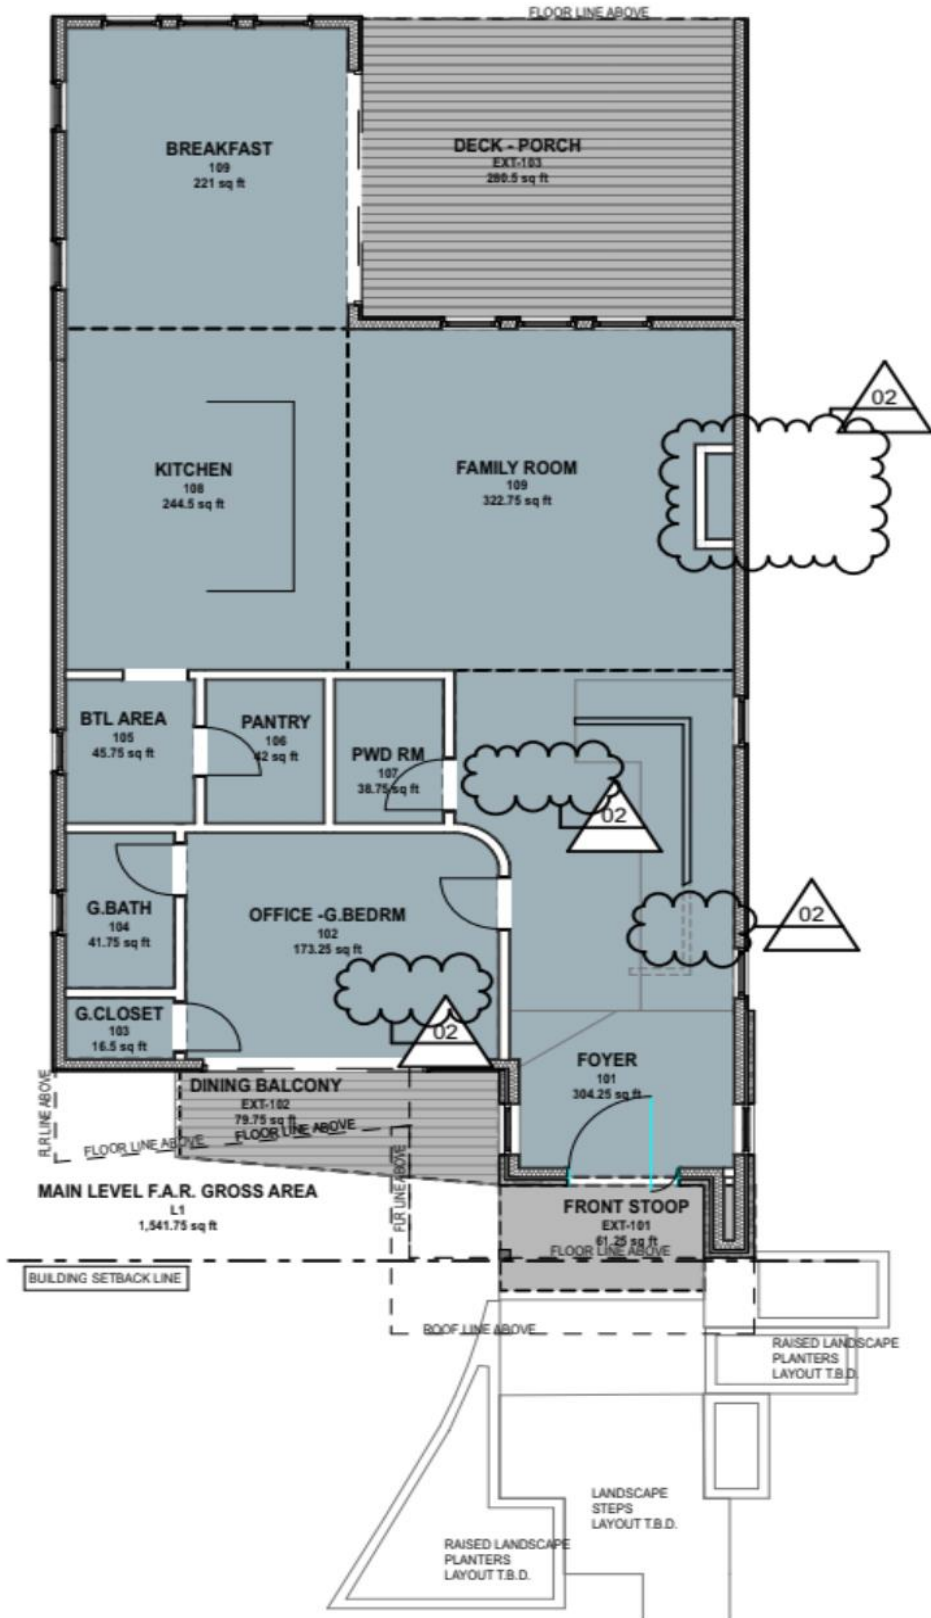 FLOOR LINE ABOVE
BREAKFAST
109
221 sq ft
DECK - PORCH
EXT-103
280.5 sq ft
02
KITCHEN
108
244.5 sq ft
FAMILY ROOM
109
322.75 sq ft
BTL AREA
105
45.75 sq ft
PANTRY
106
42 sq ft
PWD RM
107
38.75 sq ft
02
G.BATH
104
41.75 sq ft
OFFICE -G.BEDRM
102
173.25 sq ft
02
G.CLOSET
103
16.5 sq ft
02
FOYER
101
304.25 sq ft
FLR LINE ABOVE
DINING BALCONY
EXT-102
79.75 sq ft
FLOOR LINE ABOVE
FLOOR LINE ABOVE
FLR LINE ABOVE
MAIN LEVEL F.A.R. GROSS AREA
L1
1,541.75 sq ft
FRONT STOOP
EXT-101
61.25 sq ft
FLOOR LINE ABOVE
BUILDING SETBACK LINE
ROOF LINE ABOVE
RAISED LANDSCAPE
PLANTERS
LAYOUT T.B.D.
LANDSCAPE
STEPS
LAYOUT T.B.D.
RAISED LANDSCAPE
PLANTERS
LAYOUT T.B.D.